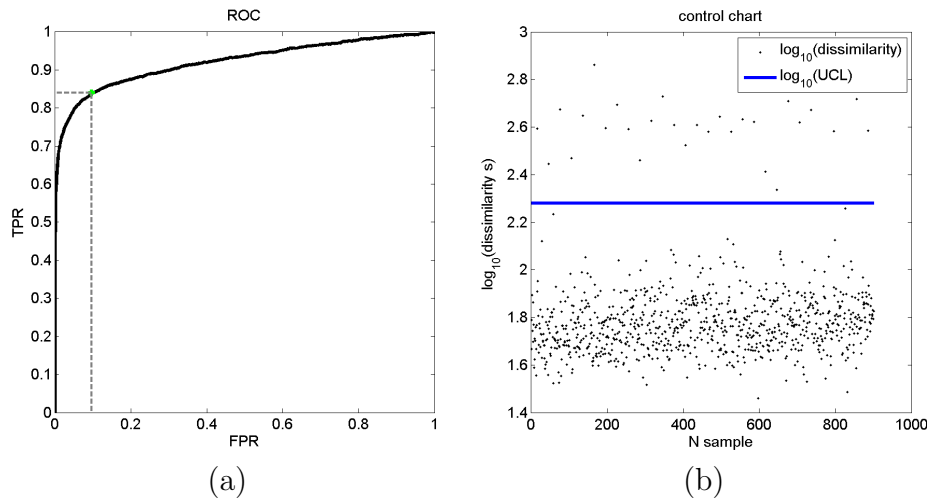 ROC
1
0.9
0.8
0.7
0.6
0.5
0.4
0.3
0.2
0.1
0
TPR
0 0.2 0.4 0.6 0.8 1
FPR
(a)
control chart
3
2.8
2.6
2.4
2.2
2
1.8
1.6
1.4
log10(dissimilarity s)
log10(dissimilarity)
log10(UCL)
0 200 400 600 800 1000
N sample
(b)